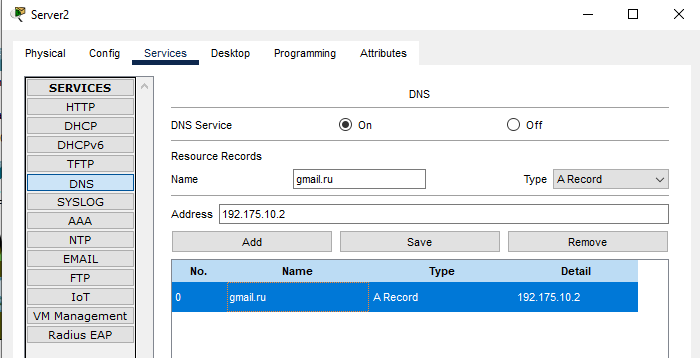 Server2
Physical Config Services Desktop Programming Attributes
SERVICES
HTTP
DHCP
DHCPv6
TFTP
DNS
SYSLOG
AAA
NTP
EMAIL
FTP
IoT
VM Management
Radius EAP
DNS
DNS Service On Off
Resource Records
Name gmail.ru Type A Record
Address 192.175.10.2
Add Save Remove
No. Name Type Detail
0 gmail.ru A Record 192.175.10.2